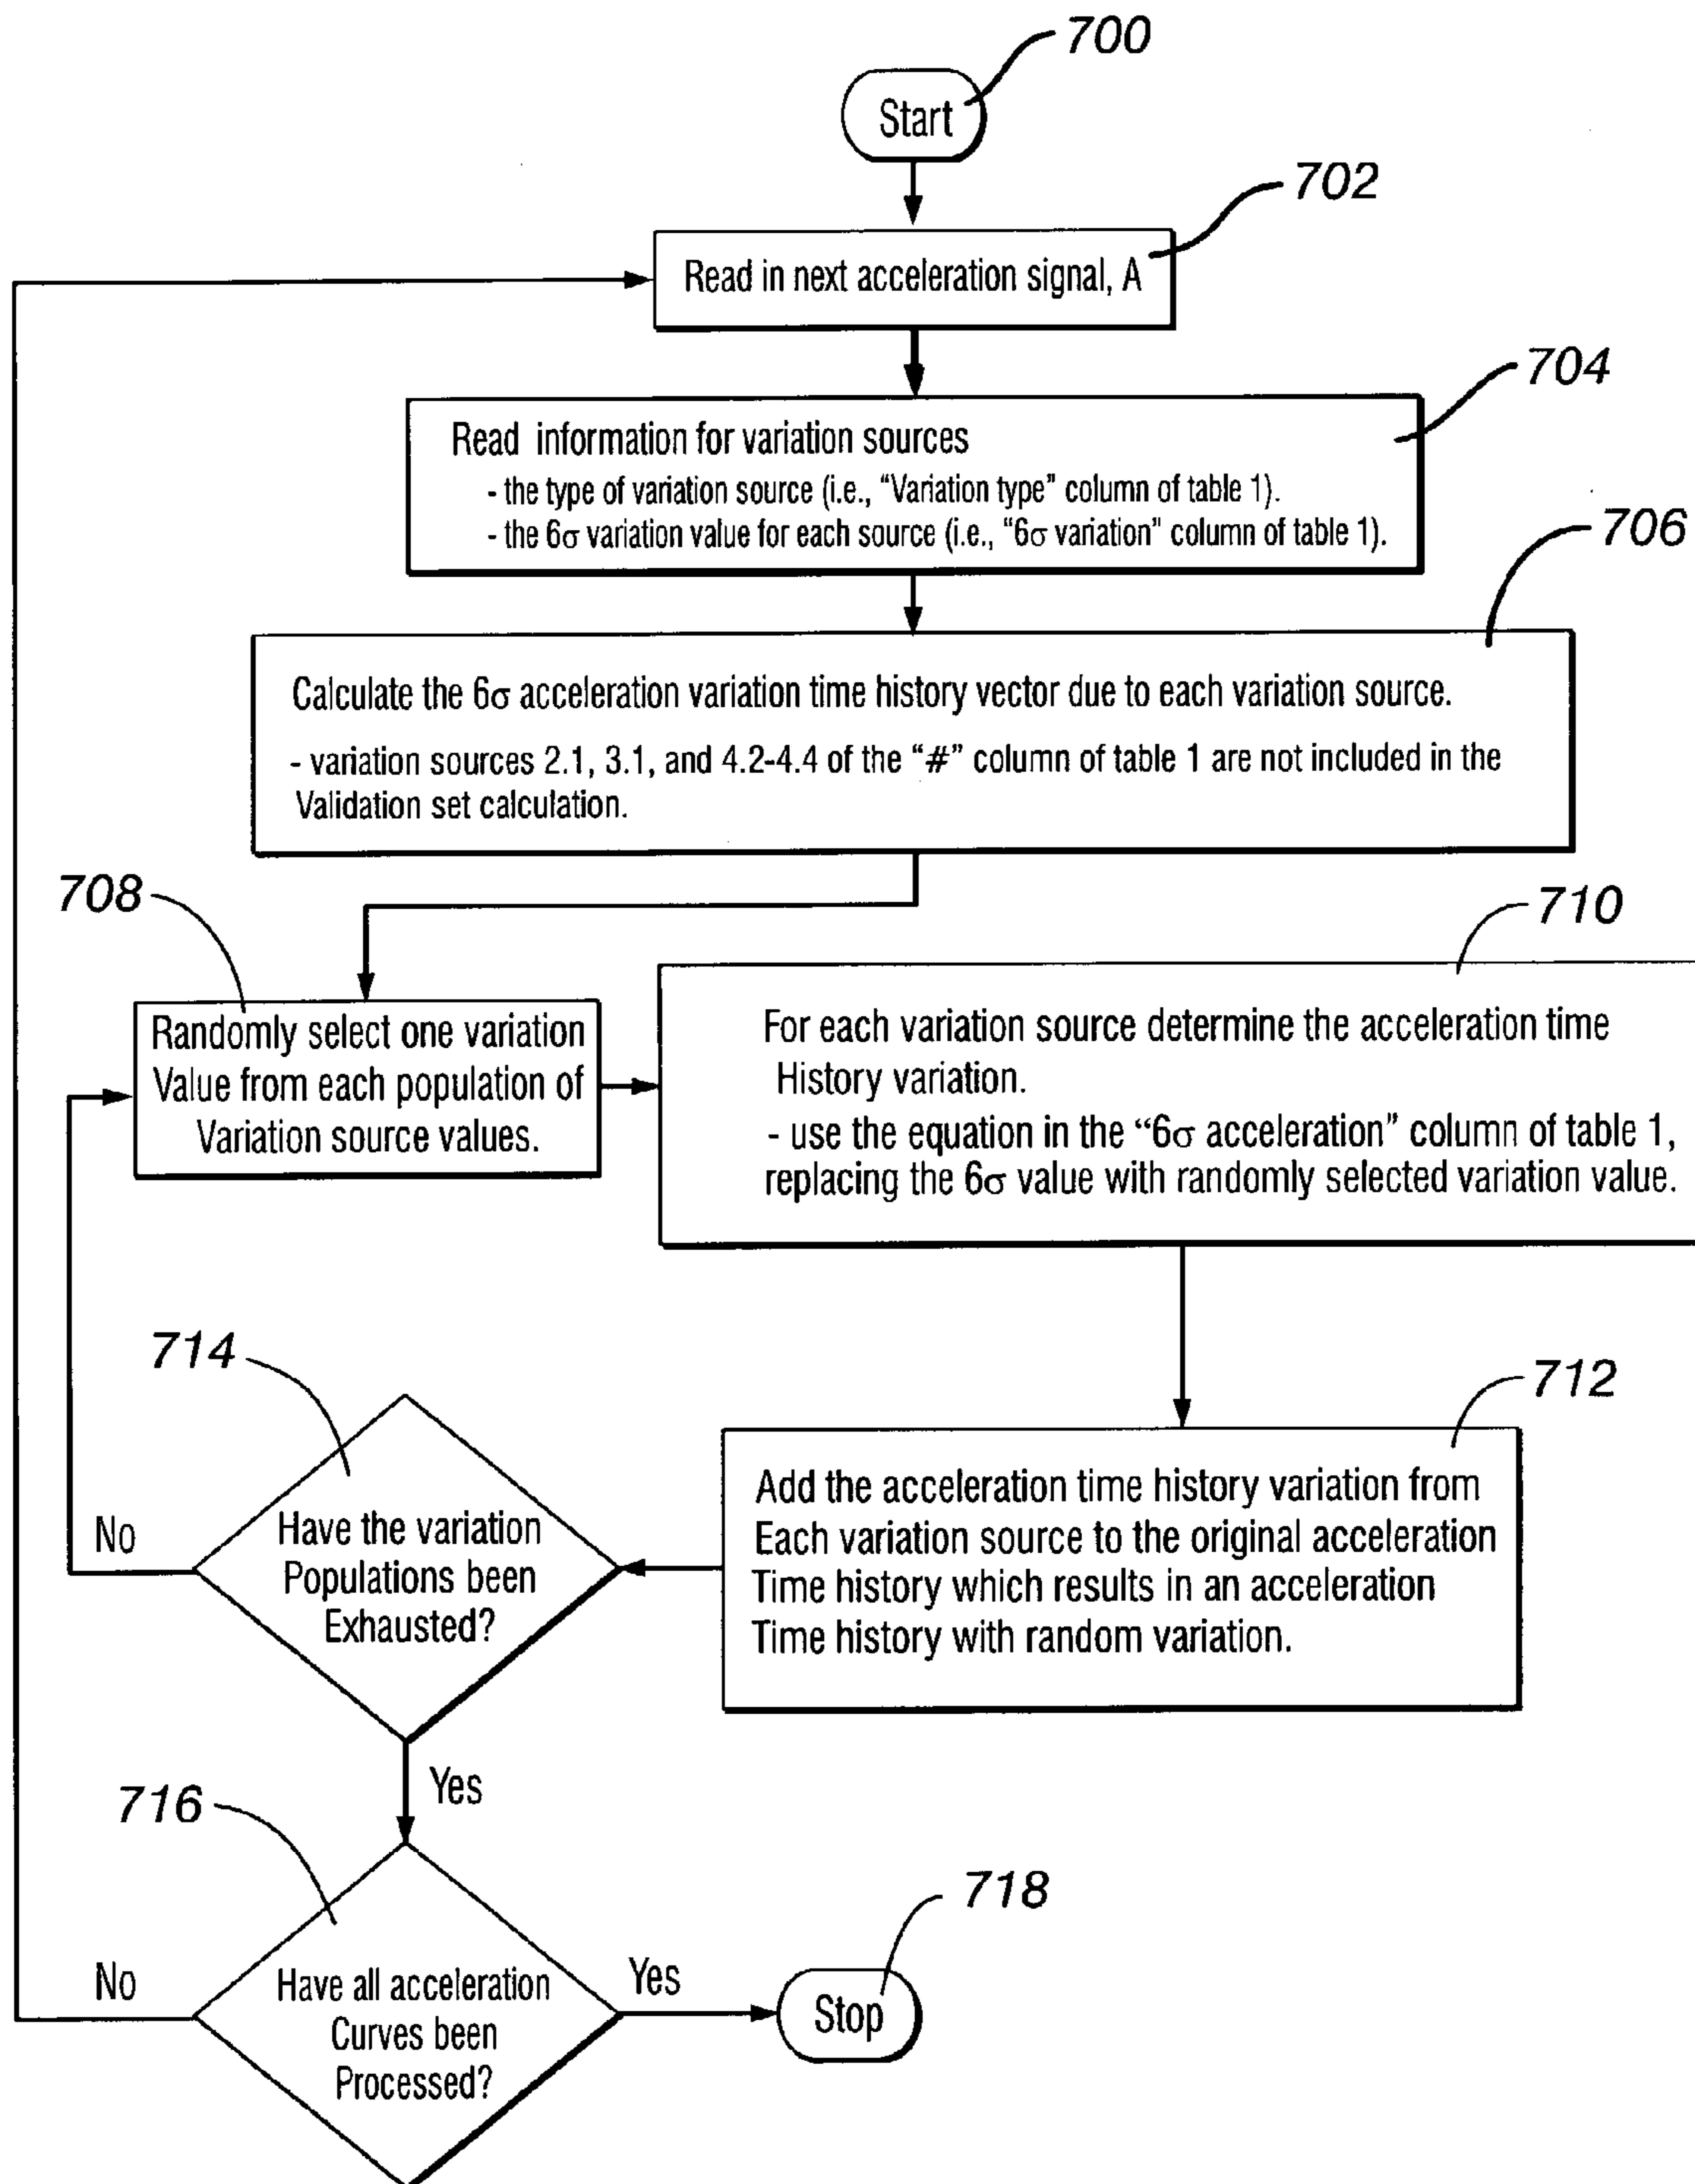 700
Start
702
Read in next acceleration signal, A
704
Read information for variation sources
- the type of variation source (i.e., “Variation type” column of table 1).
- the 6σ variation value for each source (i.e., “6σ variation” column of table 1).
706
Calculate the 6σ acceleration variation time history vector due to each variation source.
- variation sources 2.1, 3.1, and 4.2-4.4 of the “#” column of table 1 are not included in the
Validation set calculation.
708
Randomly select one variation
Value from each population of
Variation source values.
710
For each variation source determine the acceleration time
History variation.
- use the equation in the “6σ acceleration” column of table 1,
replacing the 6σ value with randomly selected variation value.
712
Add the acceleration time history variation from
Each variation source to the original acceleration
Time history which results in an acceleration
Time history with random variation.
714
No
Have the variation
Populations been
Exhausted?
Yes
716
No
Have all acceleration
Curves been
Processed?
Yes
718
Stop